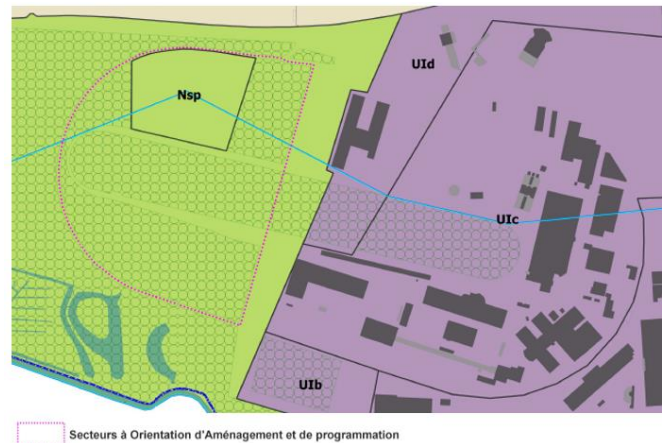 UId
Nsp
UIc
UIb
Secteurs à Orientation d'Aménagement et de programmation